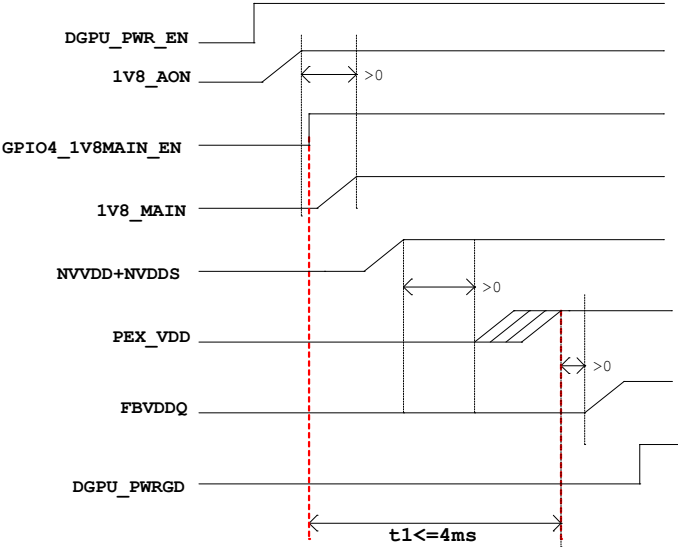 DGPU_PWR_EN
1V8_AON
>0
GPIO4_1V8MAIN_EN
1V8_MAIN
NVVDD+NVDDS
>0
PEX_VDD
>0
FBVDDQ
DGPU_PWRGD
t1<=4ms